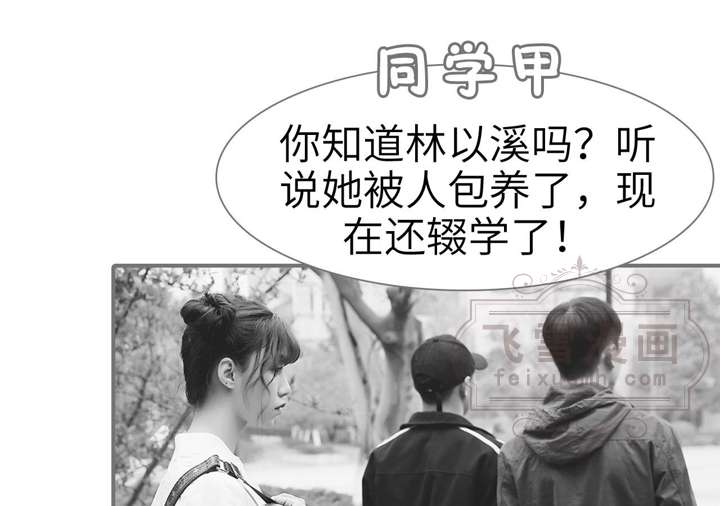 同学甲
你知道林以溪吗？听
说她被人包养了，现
在还辍学了！
飞雪漫画
feixuemh.com